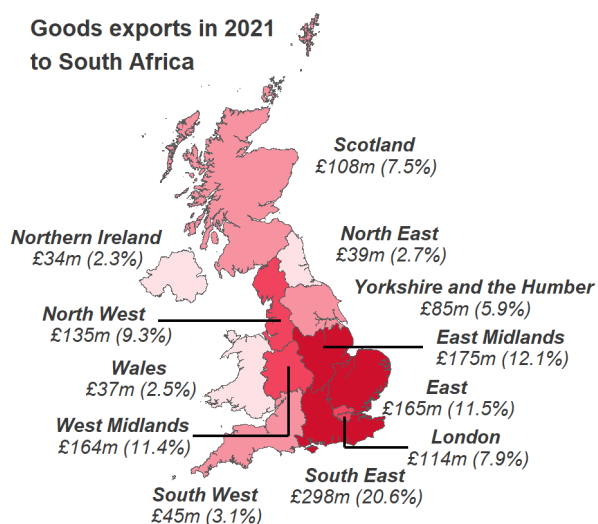 Goods exports in 2021
to South Africa
Scotland
£108m (7.5%)
Northern Ireland
£34m (2.3%)
North East
£39m (2.7%)
Yorkshire and the Humber
£85m (5.9%)
North West
£135m (9.3%)
East Midlands
£175m (12.1%)
Wales
£37m (2.5%)
East
£165m (11.5%)
West Midlands
£164m (11.4%)
London
£114m (7.9%)
South East
£298m (20.6%)
South West
£45m (3.1%)